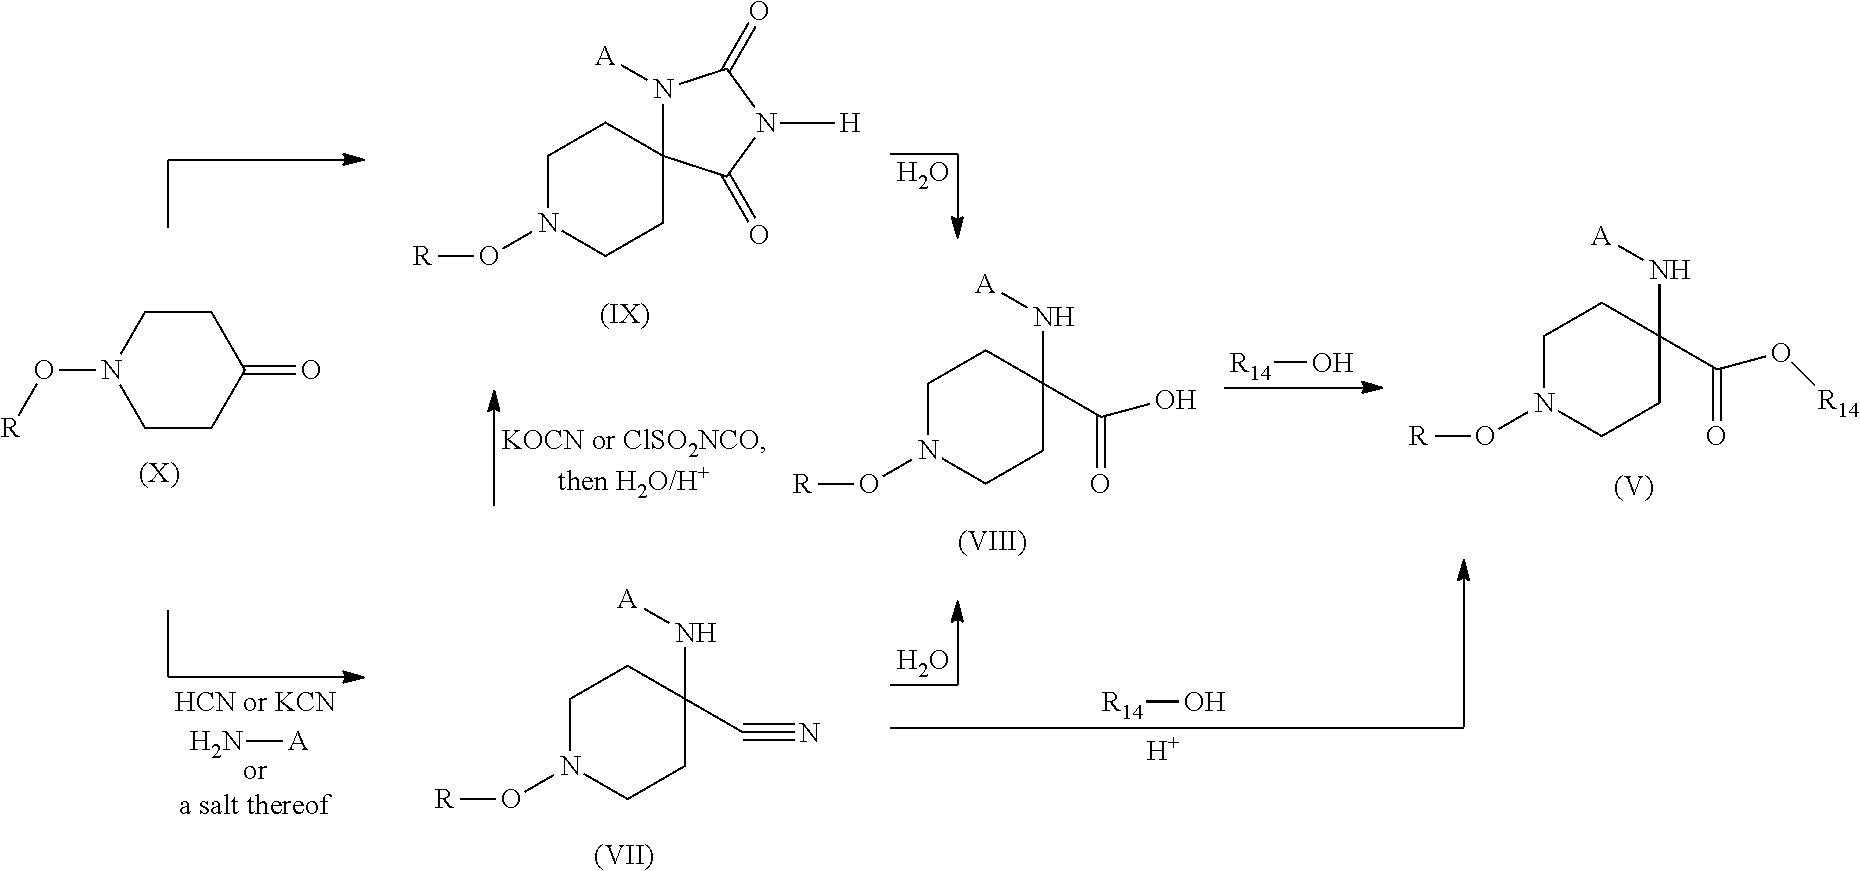 O
A
N
N—H
O
N
R—O
(IX)
H₂O
O
N
O
R
(X)
KOCN or ClSO₂NCO,
then H₂O/H⁺
A
NH
OH
O
N
R—O
(VIII)
R₁₄—OH
A
NH
O
R₁₄
O
N
R—O
(V)
HCN or KCN
H₂N—A
or
a salt thereof
A
NH
N
N
R—O
(VII)
H₂O
R₁₄—OH
H⁺